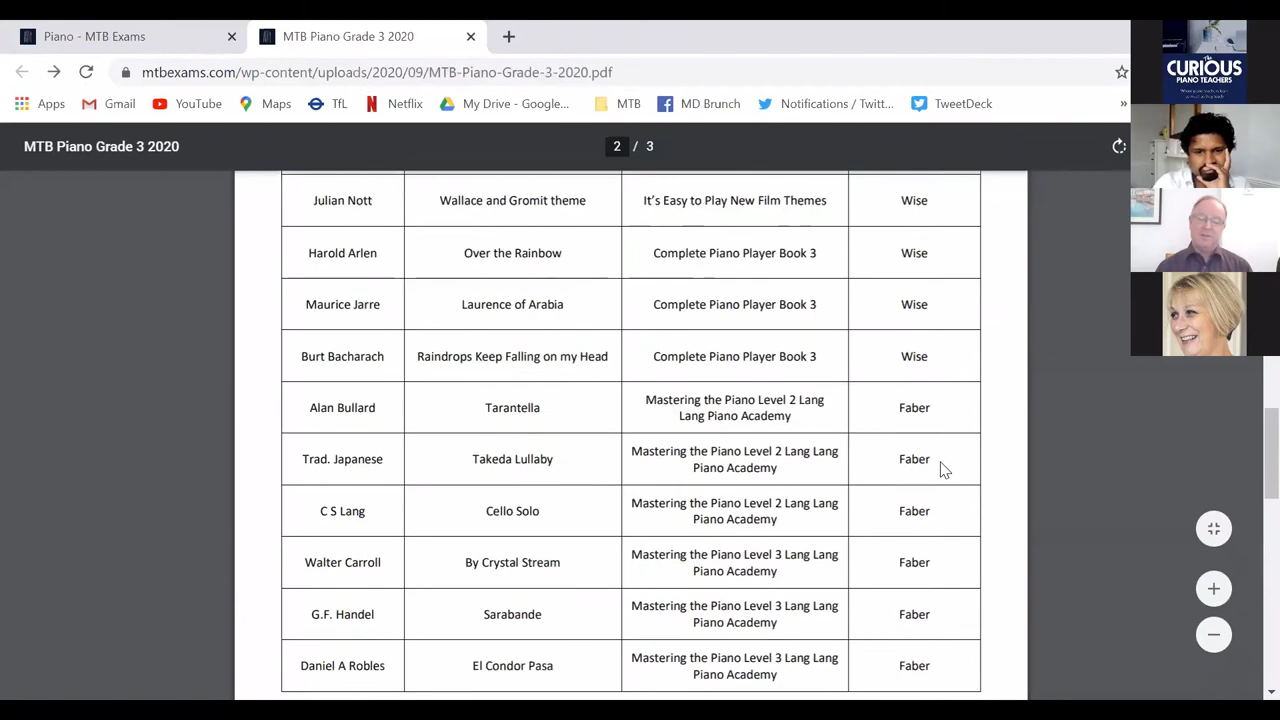 Piano - MTB Exams
MTB Piano Grade 3 2020
mtbexams.com/wp-content/uploads/2020/09/MTB-Piano-Grade-3-2020.pdf
Apps Gmail YouTube Maps TfL Netflix My Drive - Google... MTB MD Brunch Notifications / Twitt... TweetDeck »
MTB Piano Grade 3 2020 2 / 3
The
CURIOUS
PIANO TEACHERS
Julian Nott Wallace and Gromit theme It's Easy to Play New Film Themes Wise
Harold Arlen Over the Rainbow Complete Piano Player Book 3 Wise
Maurice Jarre Laurence of Arabia Complete Piano Player Book 3 Wise
Burt Bacharach Raindrops Keep Falling on my Head Complete Piano Player Book 3 Wise
Alan Bullard Tarantella Mastering the Piano Level 2 Lang
Lang Piano Academy Faber
Trad. Japanese Takeda Lullaby Mastering the Piano Level 2 Lang Lang
Piano Academy Faber
C S Lang Cello Solo Mastering the Piano Level 2 Lang Lang
Piano Academy Faber
Walter Carroll By Crystal Stream Mastering the Piano Level 3 Lang Lang
Piano Academy Faber
G.F. Handel Sarabande Mastering the Piano Level 3 Lang Lang
Piano Academy Faber
Daniel A Robles El Condor Pasa Mastering the Piano Level 3 Lang Lang
Piano Academy Faber